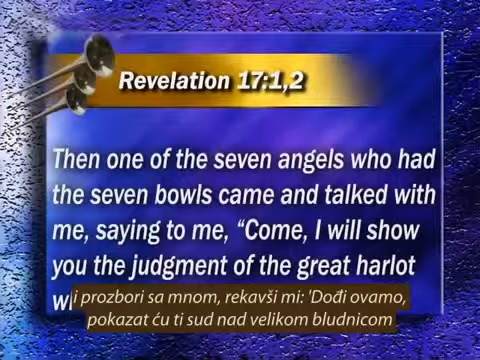 Revelation 17:1,2
Then one of the seven angels who had
the seven bowls came and talked with
me, saying to me, “Come, I will show
you the judgment of the great harlot
i prozbori sa mnom, rekavši mi: 'Dođi ovamo,
pokazat ću ti sud nad velikom bludnicom